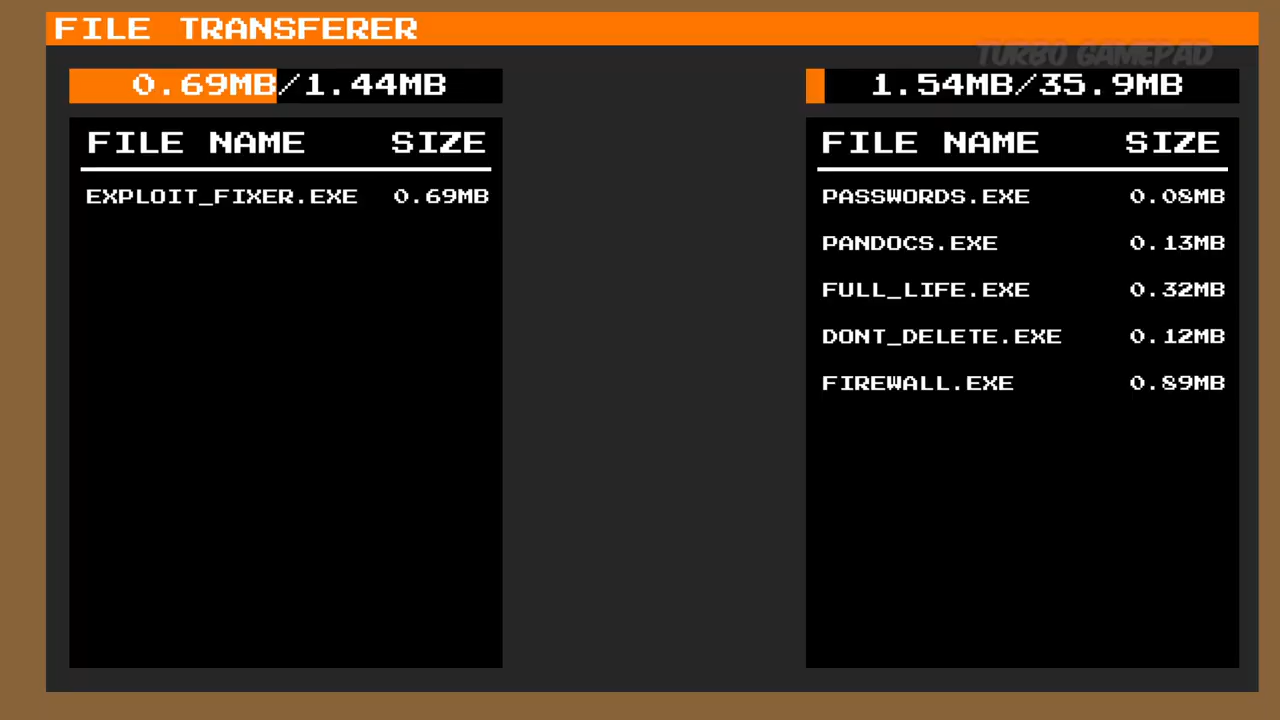 FILE TRANSFERER
TURBO GAMEPAD
0.69MB/1.44MB
FILE NAME SIZE
EXPLOIT_FIXER.EXE 0.69MB
1.54MB/35.9MB
FILE NAME SIZE
PASSWORDS.EXE 0.08MB
PANDOCS.EXE 0.13MB
FULL_LIFE.EXE 0.32MB
DONT_DELETE.EXE 0.12MB
FIREWALL.EXE 0.89MB